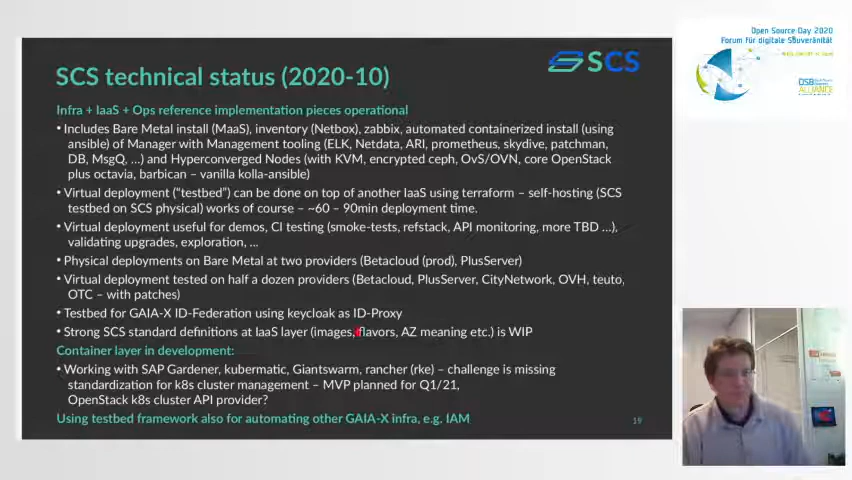 SCS technical status (2020-10)
SCS
Infra + IaaS + Ops reference implementation pieces operational
• Includes Bare Metal install (MaaS), inventory (Netbox), zabbix, automated containerized install (using
ansible) of Manager with Management tooling (ELK, Netdata, ARI, prometheus, skydive, patchman,
DB, MsgQ, ...) and Hyperconverged Nodes (with KVM, encrypted ceph, OvS/OVN, core OpenStack
plus octavia, barbican – vanilla kolla-ansible)
• Virtual deployment (“testbed”) can be done on top of another IaaS using terraform – self-hosting (SCS
testbed on SCS physical) works of course – ~60 – 90min deployment time.
• Virtual deployment useful for demos, CI testing (smoke-tests, refstack, API monitoring, more TBD ...),
validating upgrades, exploration, ...
• Physical deployments on Bare Metal at two providers (Betacloud (prod), PlusServer)
• Virtual deployment tested on half a dozen providers (Betacloud, PlusServer, CityNetwork, OVH, teuto,
OTC – with patches)
• Testbed for GAIA-X ID-Federation using keycloak as ID-Proxy
• Strong SCS standard definitions at IaaS layer (images, flavors, AZ meaning etc.) is WIP
Container layer in development:
• Working with SAP Gardener, kubermatic, Giantswarm, rancher (rke) – challenge is missing
standardization for k8s cluster management – MVP planned for Q1/21,
OpenStack k8s cluster API provider?
Using testbed framework also for automating other GAIA-X infra, e.g. IAM
19
Open Source Day 2020
Forum für digitale Souveränität
OSB
ALLIANCE